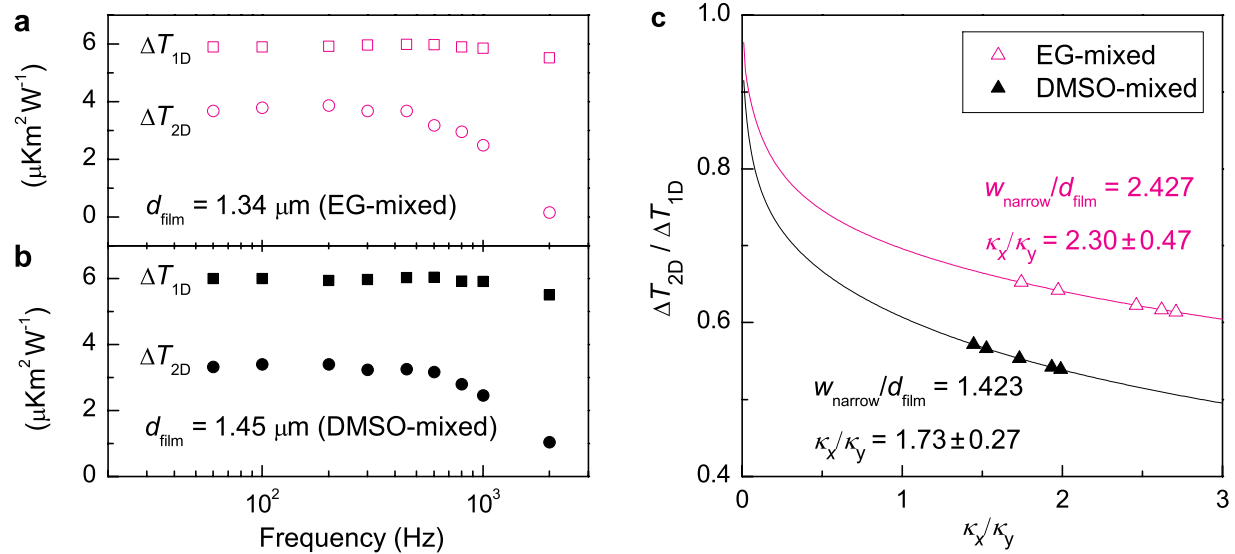 a
6
4
2
0
(μKm²W⁻¹)
ΔT1D
ΔT2D
dfilm = 1.34 μm (EG-mixed)
b
6
4
2
0
(μKm²W⁻¹)
ΔT1D
ΔT2D
dfilm = 1.45 μm (DMSO-mixed)
10² 10³
Frequency (Hz)
c
1.0
0.8
0.6
0.4
ΔT2D / ΔT1D
EG-mixed
DMSO-mixed
wnarrow/dfilm = 2.427
κx/κy = 2.30±0.47
wnarrow/dfilm = 1.423
κx/κy = 1.73±0.27
0 1 2 3
κx/κy